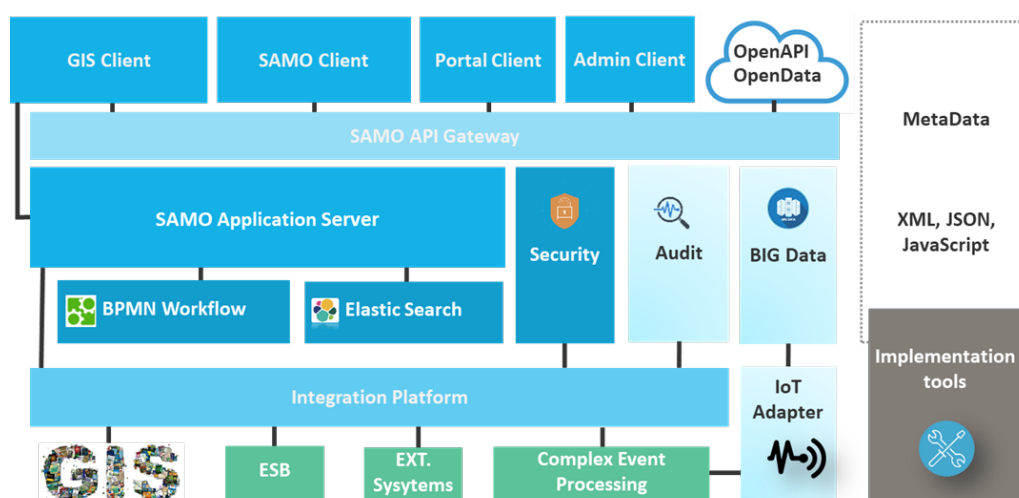 GIS Client
SAMO Client
Portal Client
Admin Client
OpenAPI
OpenData
MetaData
XML, JSON,
JavaScript
SAMO API Gateway
SAMO Application Server
Security
Audit
BIG Data
BPMN Workflow
Elastic Search
Implementation
tools
Integration Platform
IoT
Adapter
GIS
ESB
EXT.
Sysytems
Complex Event
Processing